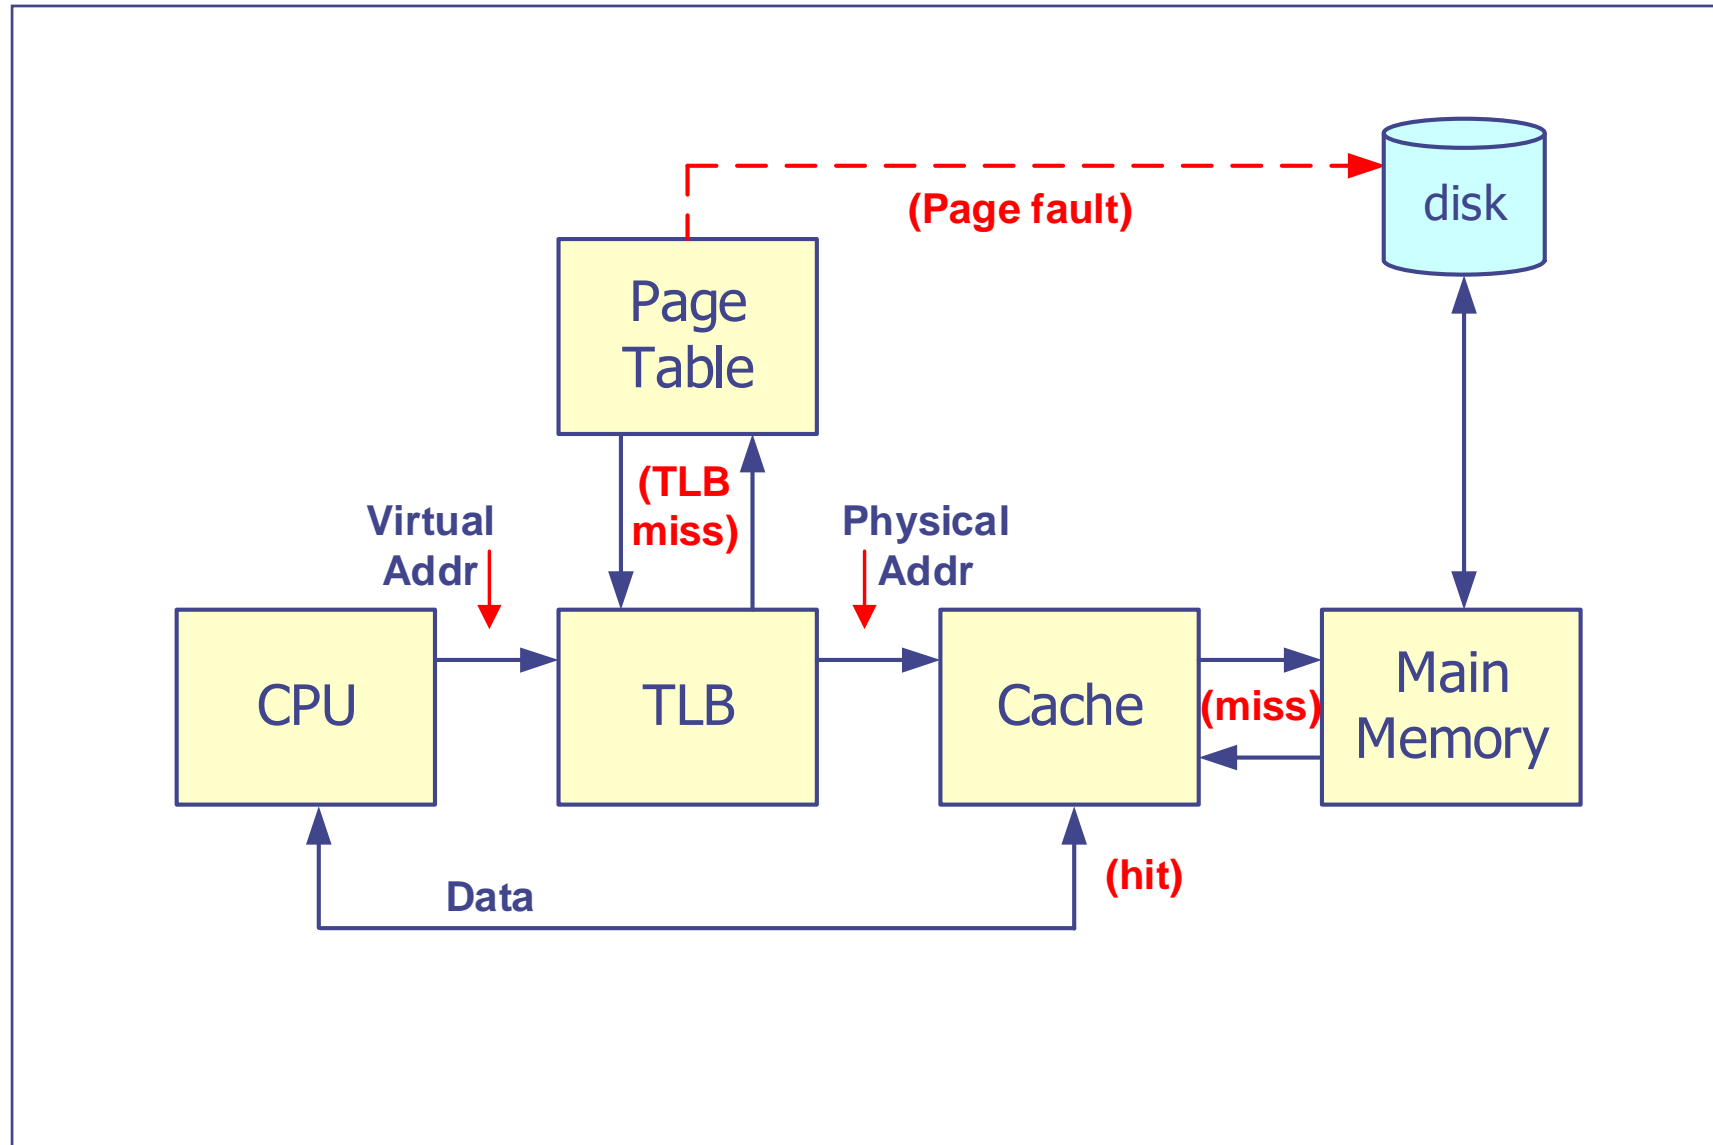 disk
(Page fault)
Page
Table
(TLB
miss)
Virtual
Addr
Physical
Addr
CPU
TLB
Cache
(miss)
Main
Memory
(hit)
Data